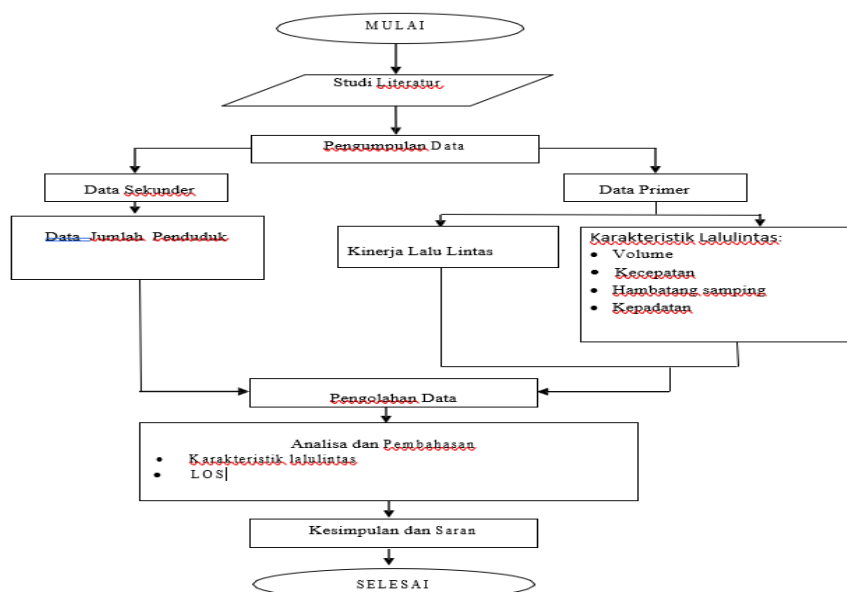 MULAI
Studi Literatur
Pengumpulan Data
Data Sekunder
Data Primer
Data Jumlah Penduduk
Kinerja Lalu Lintas
Karakteristik Lalulintas:
• Volume
• Kecepatan
• Hambatang samping
• Kepadatan
Pengolahan Data
Analisa dan Pembahasan
• Karakteristik lalulintas
• LOS
Kesimpulan dan Saran
SELESAI